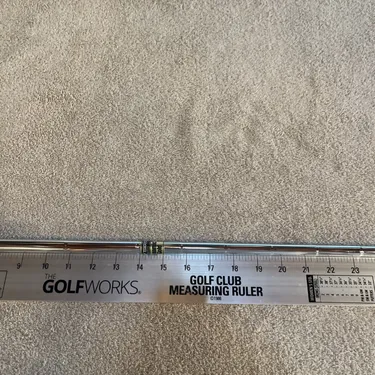 9 10 11 12 13 14 15 16 17 18 19 20 21 22 23
THE
GOLFWORKS®
GOLF CLUB
MEASURING RULER
©1986